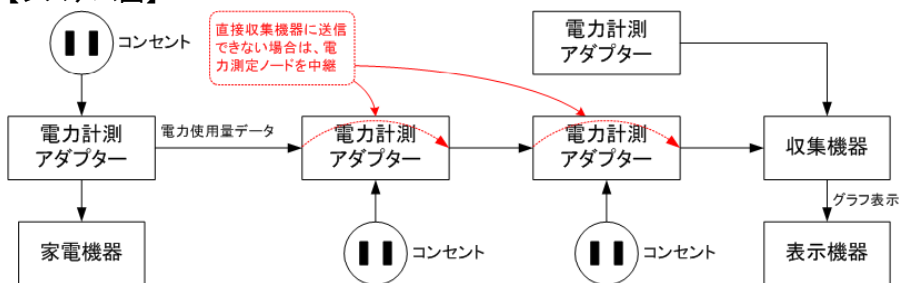 コンセント
直接収集機器に送信
できない場合は、電
力測定ノードを中継
電力計測
アダプター
電力計測
アダプター
電力使用量データ
電力計測
アダプター
電力計測
アダプター
収集機器
グラフ表示
家電機器
コンセント
コンセント
表示機器